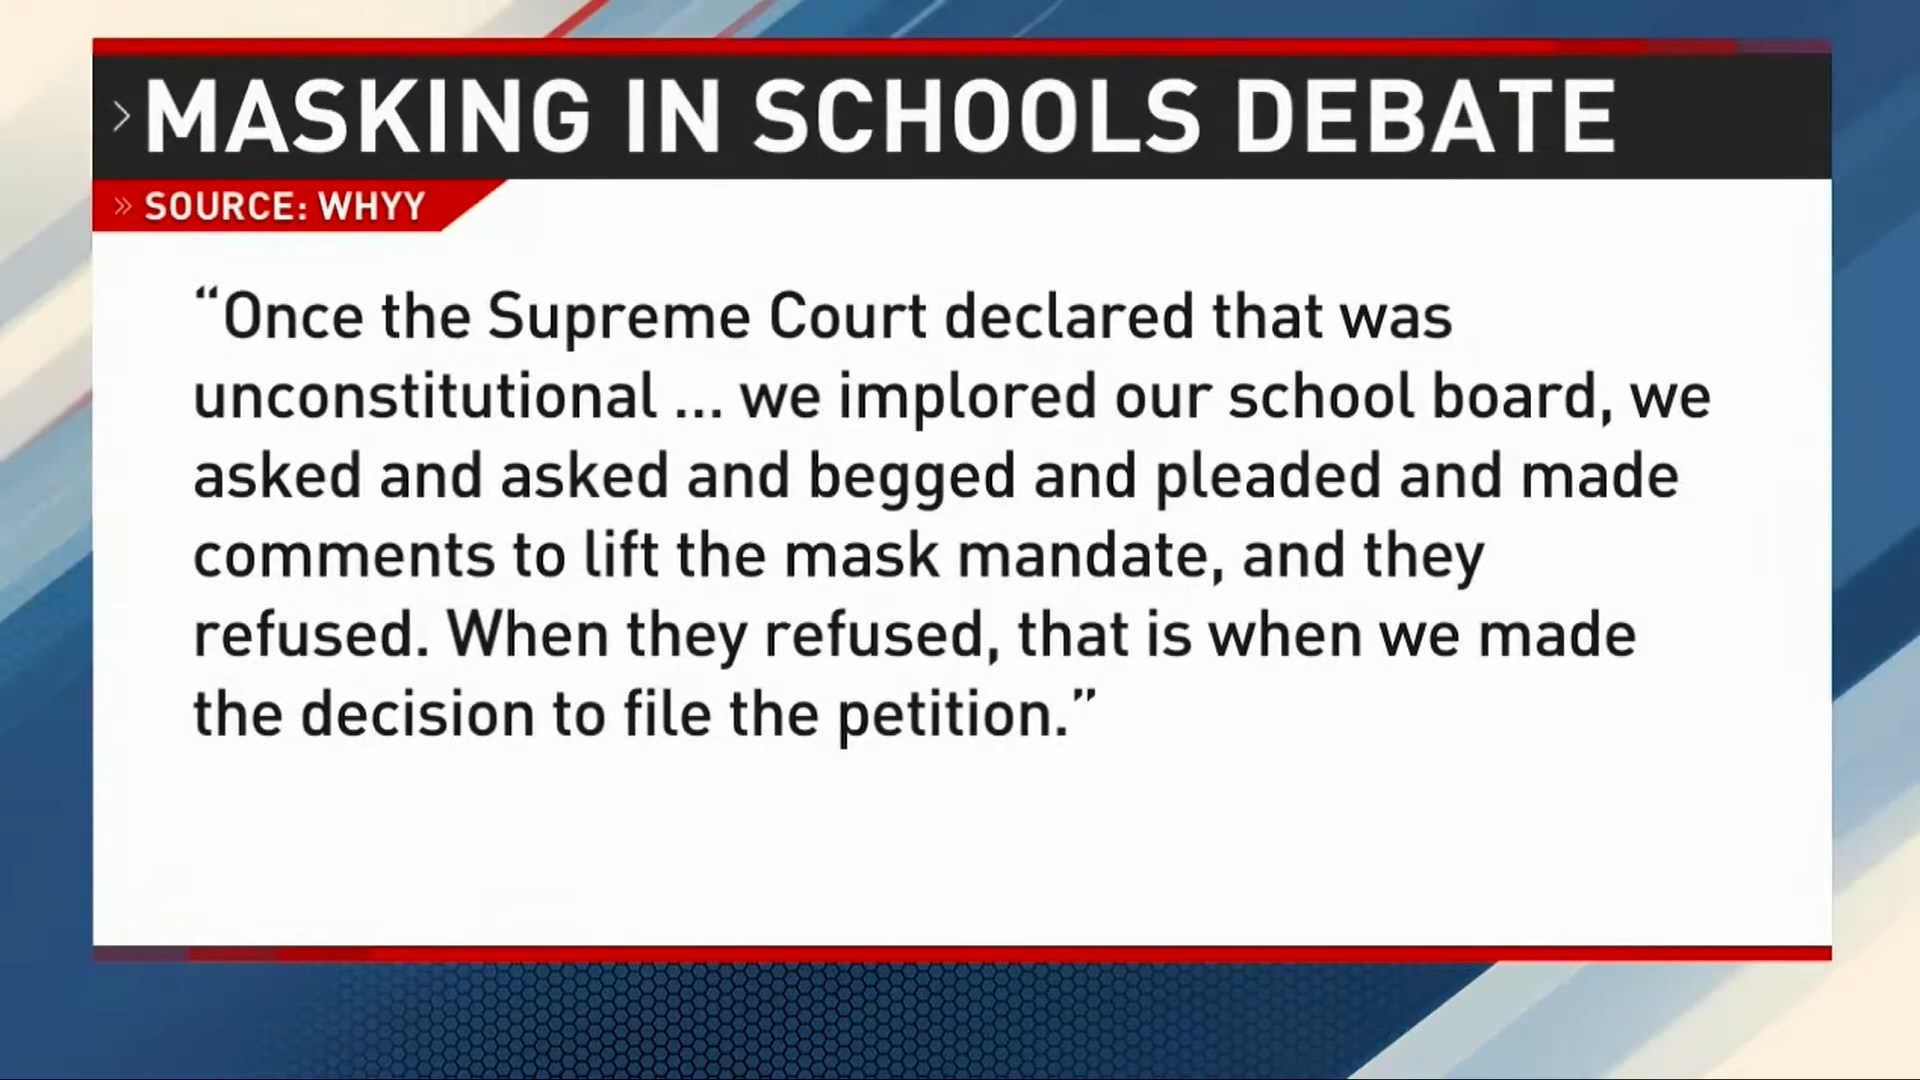 MASKING IN SCHOOLS DEBATE
SOURCE: WHYY
“Once the Supreme Court declared that was
unconstitutional ... we implored our school board, we
asked and asked and begged and pleaded and made
comments to lift the mask mandate, and they
refused. When they refused, that is when we made
the decision to file the petition.”